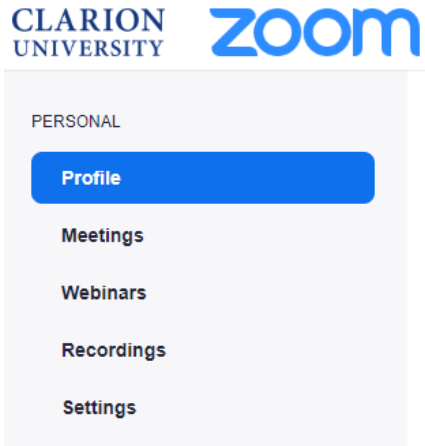 CLARION
UNIVERSITY
zoom
PERSONAL
Profile
Meetings
Webinars
Recordings
Settings